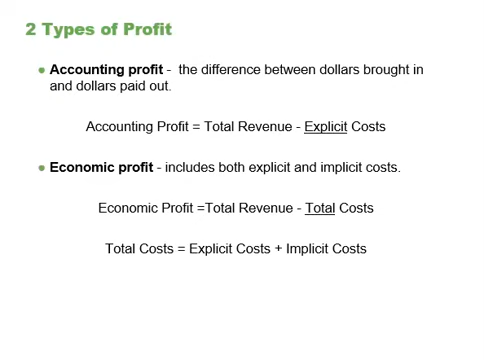 2 Types of Profit
● Accounting profit - the difference between dollars brought in
and dollars paid out.
Accounting Profit = Total Revenue - Explicit Costs
● Economic profit - includes both explicit and implicit costs.
Economic Profit =Total Revenue - Total Costs
Total Costs = Explicit Costs + Implicit Costs